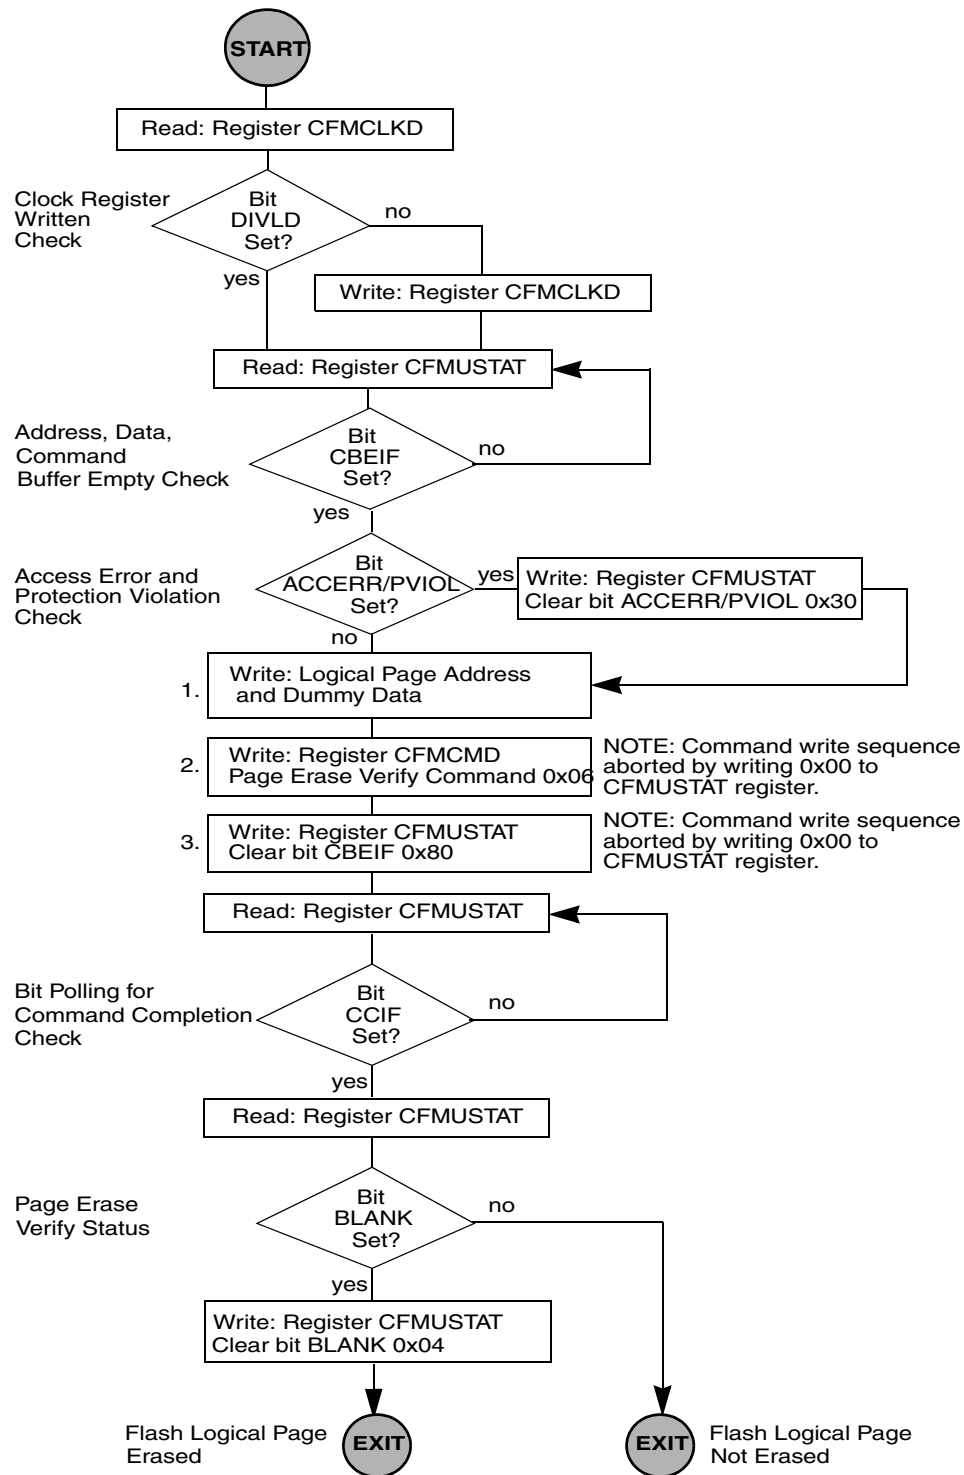 START
Read: Register CFMCLKD
Clock Register
Written
Check
Bit
DIVLD
Set?
no
yes
Write: Register CFMCLKD
Read: Register CFMUSTAT
Address, Data,
Command
Buffer Empty Check
Bit
CBEIF
Set?
no
yes
Access Error and
Protection Violation
Check
Bit
ACCERR/PVIOL
Set?
yes
Write: Register CFMUSTAT
Clear bit ACCERR/PVIOL 0x30
no
1.
Write: Logical Page Address
and Dummy Data
2.
Write: Register CFMCMD
Page Erase Verify Command 0x06
NOTE: Command write sequence
aborted by writing 0x00 to
CFMUSTAT register.
3.
Write: Register CFMUSTAT
Clear bit CBEIF 0x80
NOTE: Command write sequence
aborted by writing 0x00 to
CFMUSTAT register.
Read: Register CFMUSTAT
Bit Polling for
Command Completion
Check
Bit
CCIF
Set?
no
yes
Read: Register CFMUSTAT
Page Erase
Verify Status
Bit
BLANK
Set?
no
yes
Write: Register CFMUSTAT
Clear bit BLANK 0x04
Flash Logical Page
Erased
EXIT
EXIT
Flash Logical Page
Not Erased